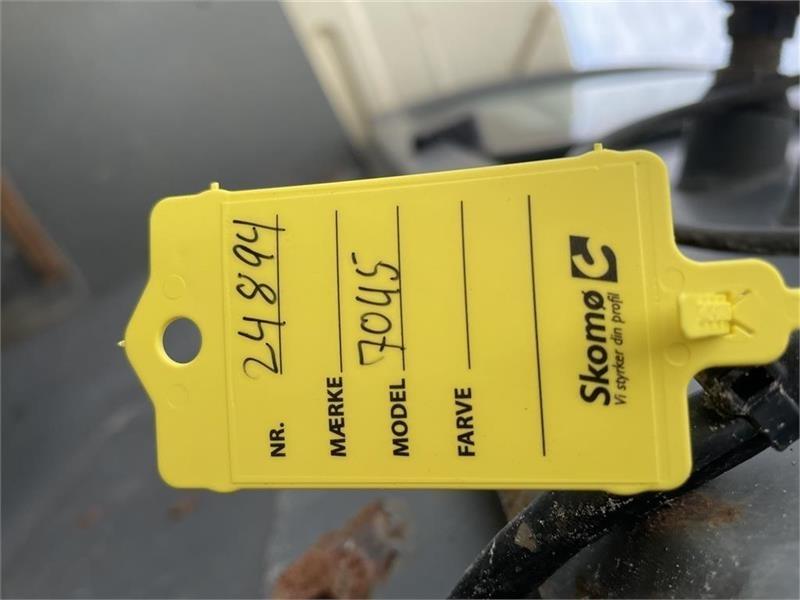 NR. 24894
MÆRKE
MODEL 7045
FARVE
Skomø
Vi styrker din profil